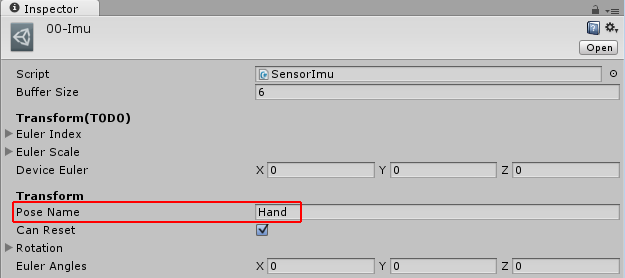 Inspector
00-Imu
Open
Script SensorImu
Buffer Size 6
Transform(TODO)
Euler Index
Euler Scale
Device Euler X 0 Y 0 Z 0
Transform
Pose Name Hand
Can Reset
Rotation
Euler Angles X 0 Y 0 Z 0